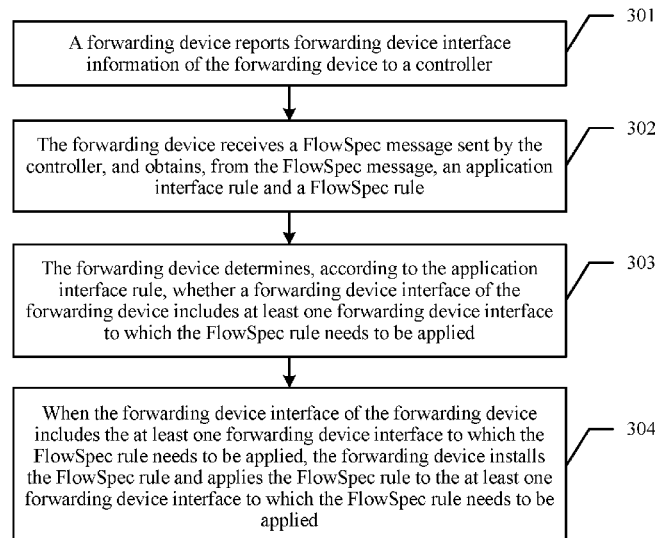 301
A forwarding device reports forwarding device interface
information of the forwarding device to a controller
302
The forwarding device receives a FlowSpec message sent by the
controller, and obtains, from the FlowSpec message, an application
interface rule and a FlowSpec rule
303
The forwarding device determines, according to the application
interface rule, whether a forwarding device interface of the
forwarding device includes at least one forwarding device interface
to which the FlowSpec rule needs to be applied
304
When the forwarding device interface of the forwarding device
includes the at least one forwarding device interface to which the
FlowSpec rule needs to be applied, the forwarding device installs
the FlowSpec rule and applies the FlowSpec rule to the at least one
forwarding device interface to which the FlowSpec rule needs to be
applied